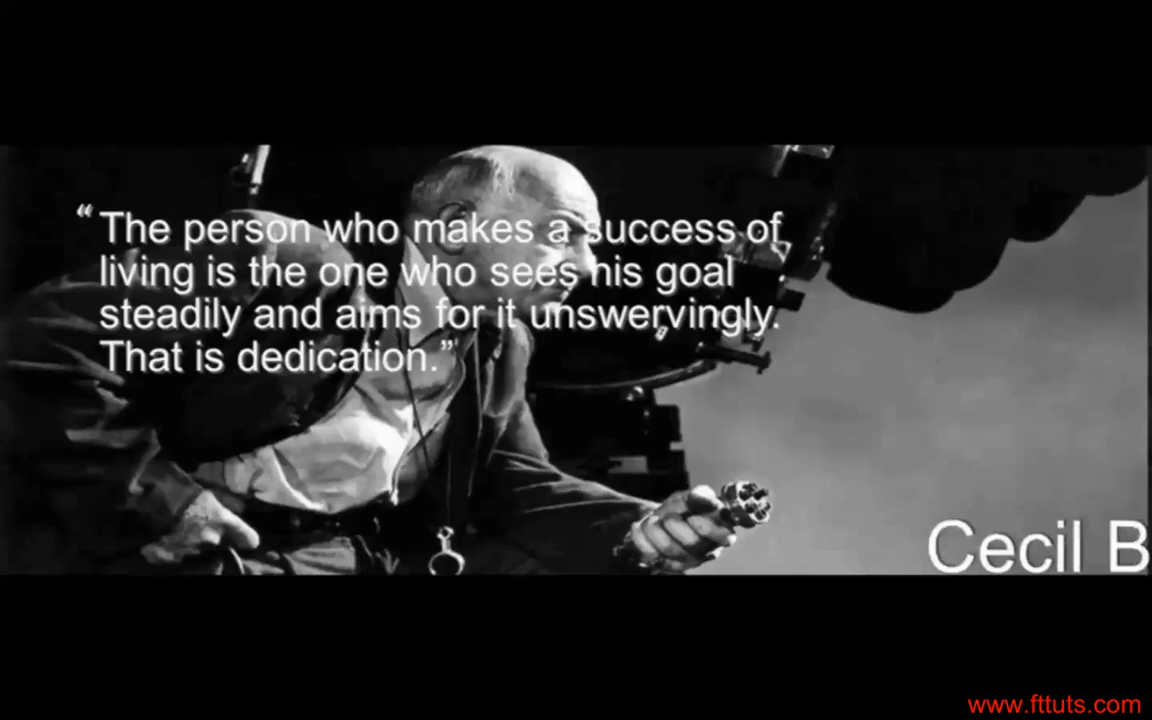 “The person who makes a success of
living is the one who sees his goal
steadily and aims for it unswervingly.
That is dedication.”
Cecil B
www.fttuts.com